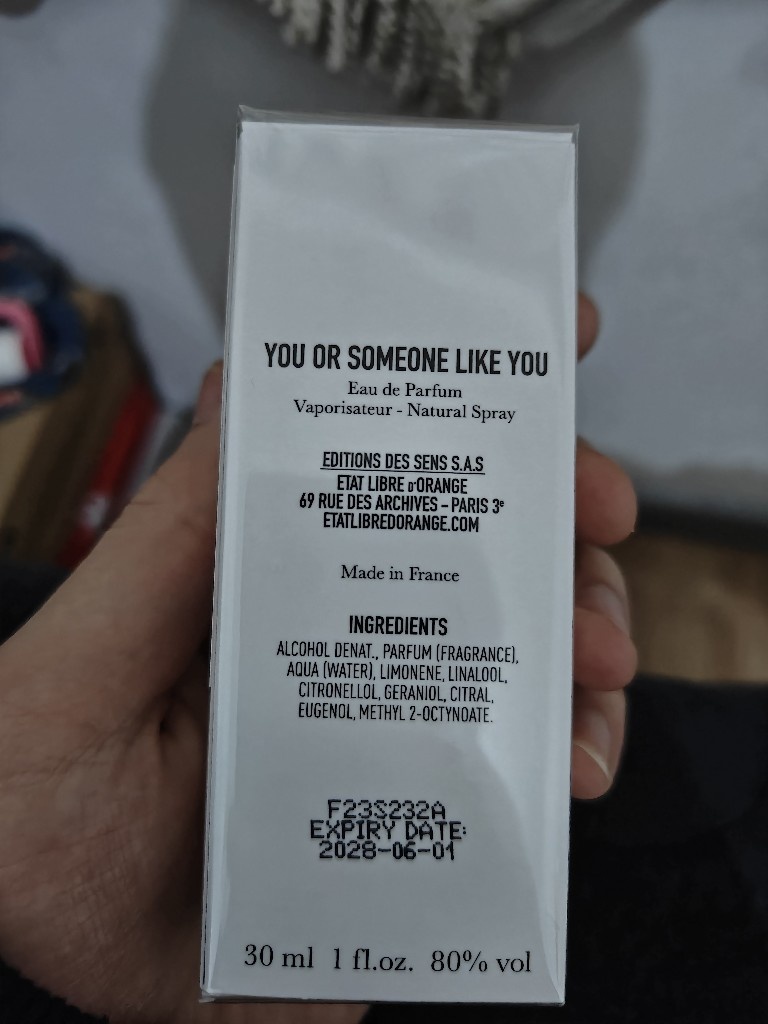 YOU OR SOMEONE LIKE YOU
Eau de Parfum
Vaporisateur - Natural Spray
EDITIONS DES SENS S.A.S
ETAT LIBRE d'ORANGE
69 RUE DES ARCHIVES – PARIS 3e
ETATLIBREDORANGE.COM
Made in France
INGREDIENTS
ALCOHOL DENAT., PARFUM (FRAGRANCE),
AQUA (WATER), LIMONENE, LINALOOL,
CITRONELLOL, GERANIOL, CITRAL,
EUGENOL, METHYL 2-OCTYNOATE.
F23S232A
EXPIRY DATE:
2028-06-01
30 ml 1 fl.oz. 80% vol